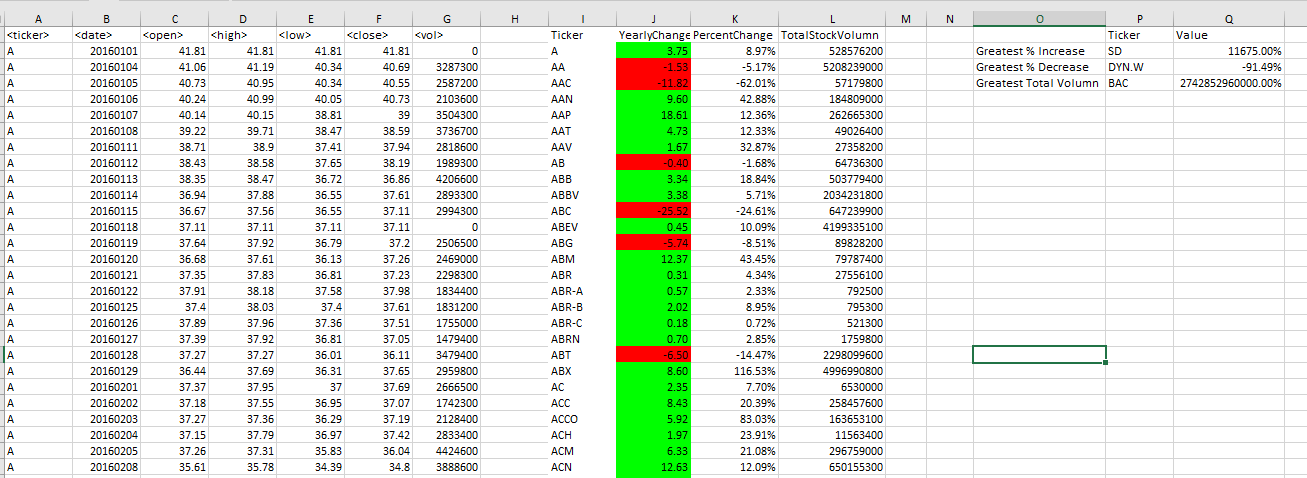 A B C D E F G H I J K L M N O P Q
<ticker> <date> <open> <high> <low> <close> <vol> Ticker YearlyChange PercentChange TotalStockVolumn Ticker Value
A 20160101 41.81 41.81 41.81 41.81 0 A 3.75 8.97% 528576200 Greatest % Increase SD 11675.00%
A 20160104 41.06 41.19 40.34 40.69 3287300 AA -1.53 -5.17% 5208239000 Greatest % Decrease DYN.W -91.49%
A 20160105 40.73 40.95 40.34 40.55 2587200 AAC -11.82 -62.01% 57179800 Greatest Total Volumn BAC 2742852960000.00%
A 20160106 40.24 40.99 40.05 40.73 2103600 AAN 9.60 42.88% 184809000
A 20160107 40.14 40.15 38.81 39 3504300 AAP 18.61 12.36% 262665300
A 20160108 39.22 39.71 38.47 38.59 3736700 AAT 4.73 12.33% 49026400
A 20160111 38.71 38.9 37.41 37.94 2818600 AAV 1.67 32.87% 27358200
A 20160112 38.43 38.58 37.65 38.19 1989300 AB -0.40 -1.68% 64736300
A 20160113 38.35 38.47 36.72 36.86 4206600 ABB 3.34 18.84% 503779400
A 20160114 36.94 37.88 36.55 37.61 2893300 ABBV 3.38 5.71% 2034231800
A 20160115 36.67 37.56 36.55 37.11 2994300 ABC -25.52 -24.61% 647239900
A 20160118 37.11 37.11 37.11 37.11 0 ABEV 0.45 10.09% 4199335100
A 20160119 37.64 37.92 36.79 37.2 2506500 ABG -5.74 -8.51% 89828200
A 20160120 36.68 37.61 36.13 37.26 2469000 ABM 12.37 43.45% 79787400
A 20160121 37.35 37.83 36.81 37.23 2298300 ABR 0.31 4.34% 27556100
A 20160122 37.91 38.18 37.58 37.98 1834400 ABR-A 0.57 2.33% 792500
A 20160125 37.4 38.03 37.4 37.61 1831200 ABR-B 2.02 8.95% 795300
A 20160126 37.89 37.96 37.36 37.51 1755000 ABR-C 0.18 0.72% 521300
A 20160127 37.39 37.92 36.81 37.05 1479400 ABRN 0.70 2.85% 1759800
A 20160128 37.27 37.27 36.01 36.11 3479400 ABT -6.50 -14.47% 2298099600
A 20160129 36.44 37.69 36.31 37.65 2959800 ABX 8.60 116.53% 4996990800
A 20160201 37.37 37.95 37 37.69 2666500 AC 2.35 7.70% 6530000
A 20160202 37.18 37.55 36.95 37.07 1742300 ACC 8.43 20.39% 258457600
A 20160203 37.27 37.36 36.29 37.19 2128400 ACCO 5.92 83.03% 163653100
A 20160204 37.15 37.79 36.97 37.42 2833400 ACH 1.97 23.91% 11563400
A 20160205 37.26 37.31 35.83 36.04 4424600 ACM 6.33 21.08% 296759000
A 20160208 35.61 35.78 34.39 34.8 3888600 ACN 12.63 12.09% 650155300